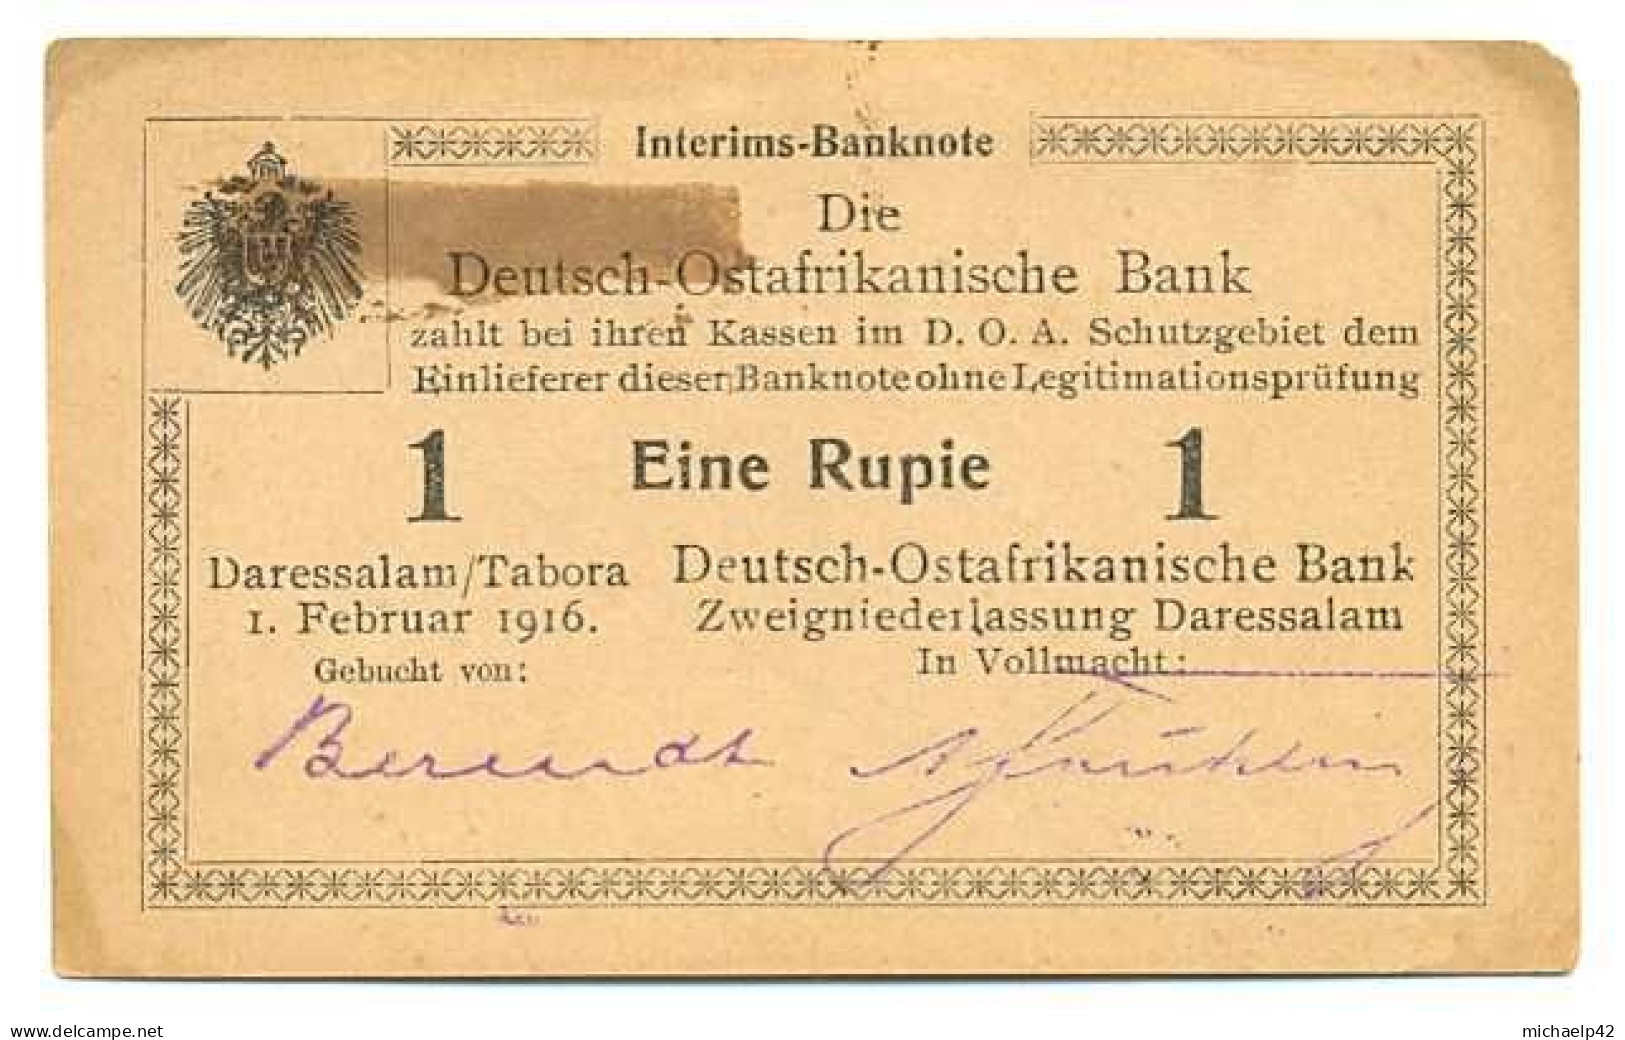 Interims-Banknote
Die
Deutsch-Ostafrikanische Bank
zahlt bei ihren Kassen im D. O. A. Schutzgebiet dem
Einlieferer dieser Banknote ohne Legitimationsprüfung
1 Eine Rupie 1
Daressalam/Tabora
1. Februar 1916.
Gebucht von:
Deutsch-Ostafrikanische Bank
Zweigniederlassung Daressalam
In Vollmacht:
Berendt
www.delcampe.net
michaelp42